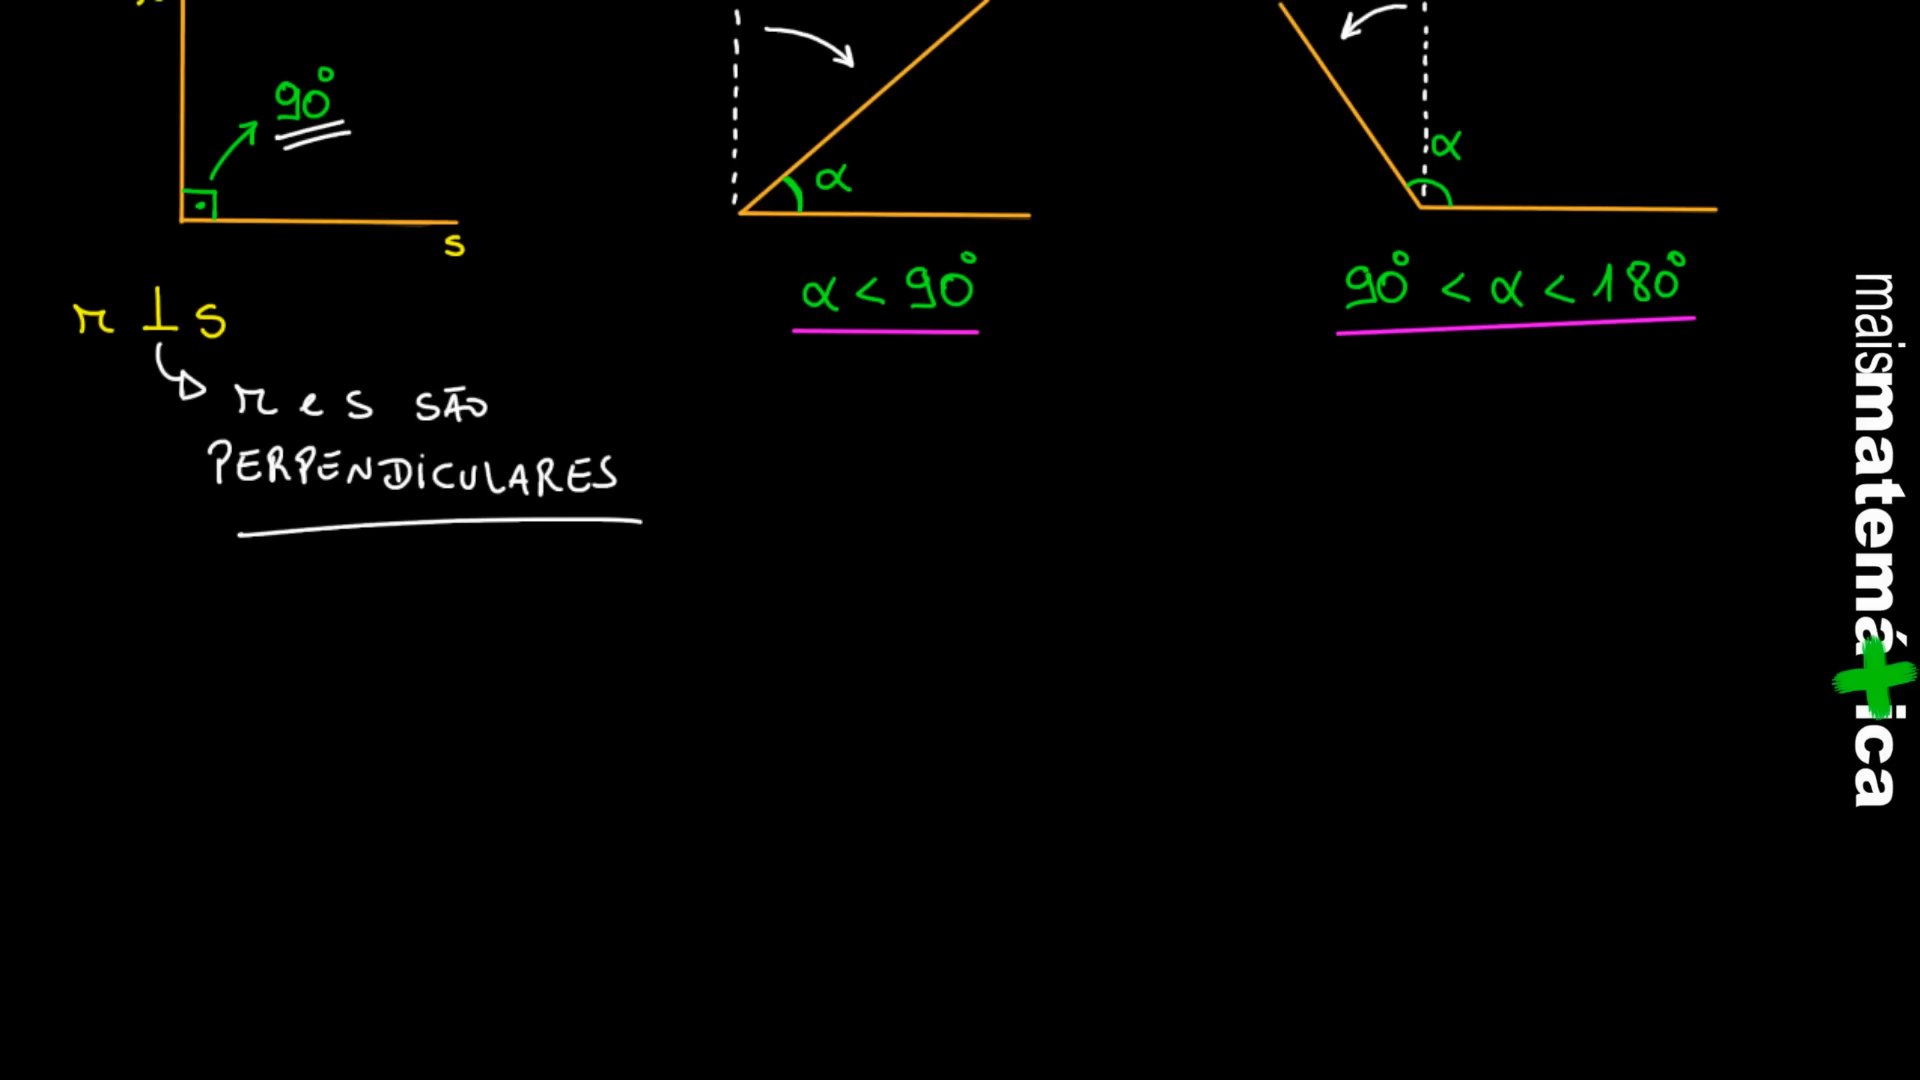 90°
s
r ⊥ s
r e s SÃO
PERPENDICULARES
α
α < 90°
α
90° < α < 180°
maismatemática